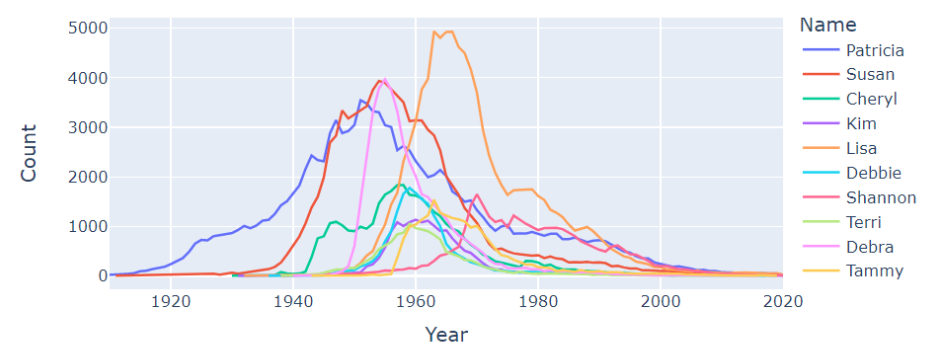 Name
Patricia
Susan
Cheryl
Kim
Lisa
Debbie
Shannon
Terri
Debra
Tammy
5000
4000
3000
2000
1000
0
Count
1920
1940
1960
1980
2000
2020
Year